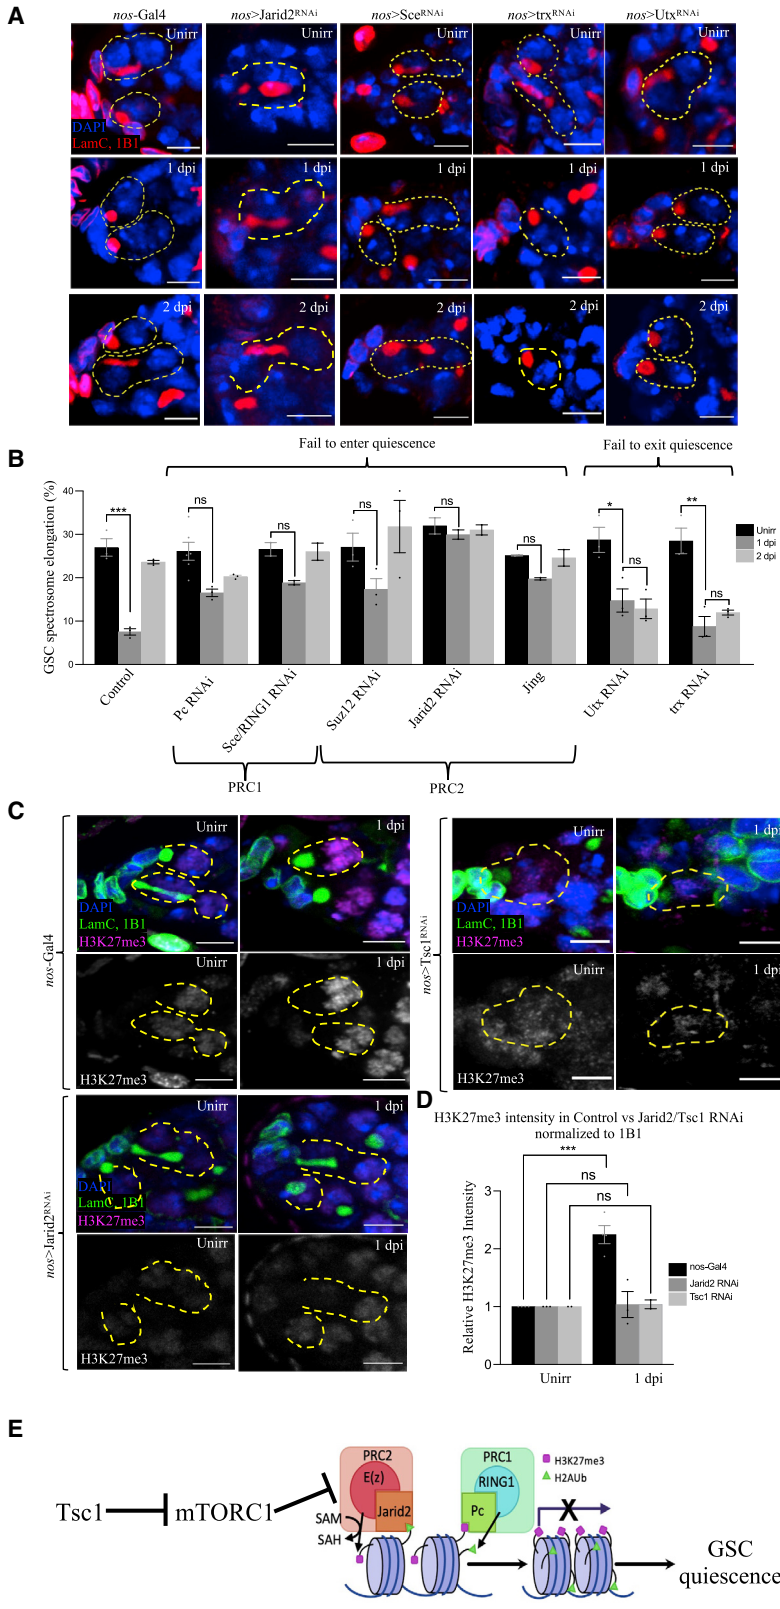 A
nos-Gal4
nos>Jarid2RNAi
nos>SceRNAi
nos>trxRNAi
nos>UtxRNAi
Unirr
Unirr
Unirr
Unirr
Unirr
DAPI
LamC, 1B1
1 dpi
1 dpi
1 dpi
1 dpi
1 dpi
2 dpi
2 dpi
2 dpi
2 dpi
2 dpi
B
Fail to enter quiescence
Fail to exit quiescence
GSC spectrosome elongation (%)
40
30
20
10
0
***
ns
ns
ns
ns
ns
*
ns
**
ns
Unirr
1 dpi
2 dpi
Control
Pc RNAi
Sce/RING1 RNAi
Suz12 RNAi
Jarid2 RNAi
Jing
Utx RNAi
trx RNAi
PRC1
PRC2
C
nos-Gal4
Unirr
1 dpi
DAPI
LamC, 1B1
H3K27me3
Unirr
1 dpi
H3K27me3
nos>Jarid2RNAi
Unirr
1 dpi
DAPI
LamC, 1B1
H3K27me3
Unirr
1 dpi
H3K27me3
nos>Tsc1RNAi
Unirr
1 dpi
DAPI
LamC, 1B1
H3K27me3
Unirr
1 dpi
H3K27me3
D
H3K27me3 intensity in Control vs Jarid2/Tsc1 RNAi
normalized to 1B1
***
ns
ns
Relative H3K27me3 Intensity
3
2
1
0
nos-Gal4
Jarid2 RNAi
Tsc1 RNAi
Unirr
1 dpi
E
Tsc1
mTORC1
PRC2
E(z)
Jarid2
SAM
SAH
PRC1
RING1
Pc
H3K27me3
H2AUb
X
GSC
quiescence